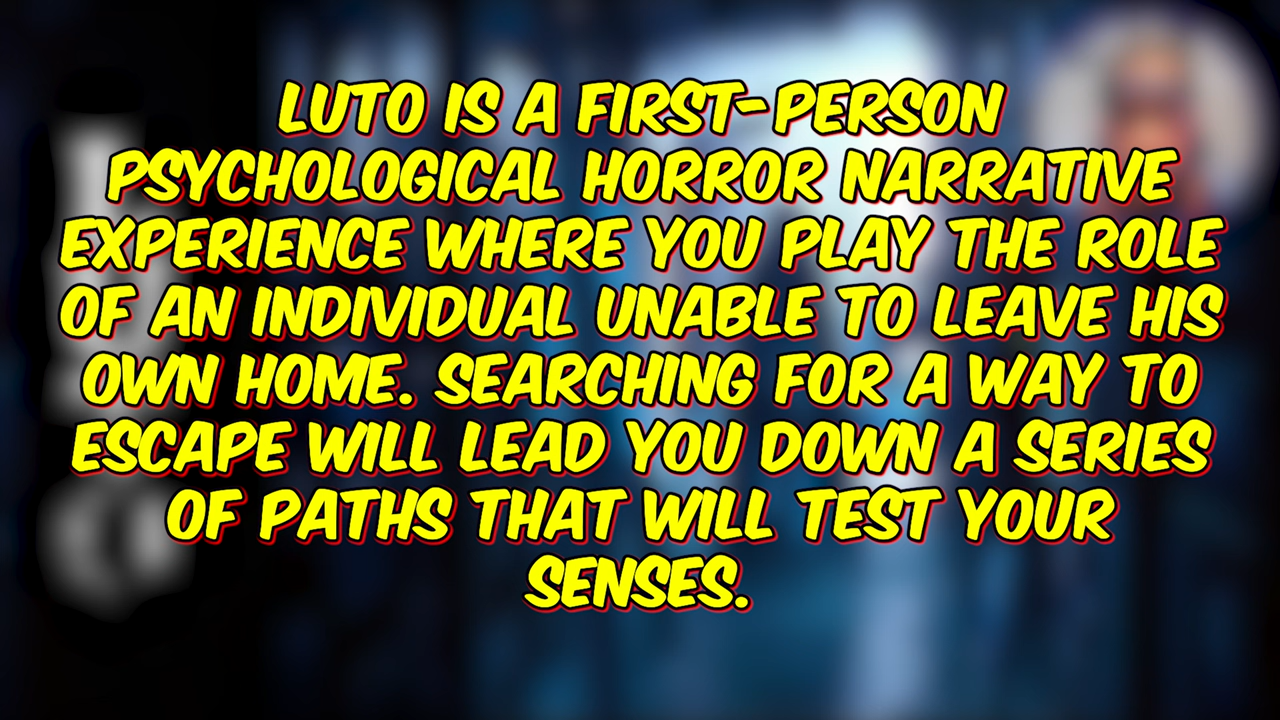 LUTO IS A FIRST-PERSON
PSYCHOLOGICAL HORROR NARRATIVE
EXPERIENCE WHERE YOU PLAY THE ROLE
OF AN INDIVIDUAL UNABLE TO LEAVE HIS
OWN HOME. SEARCHING FOR A WAY TO
ESCAPE WILL LEAD YOU DOWN A SERIES
OF PATHS THAT WILL TEST YOUR
SENSES.